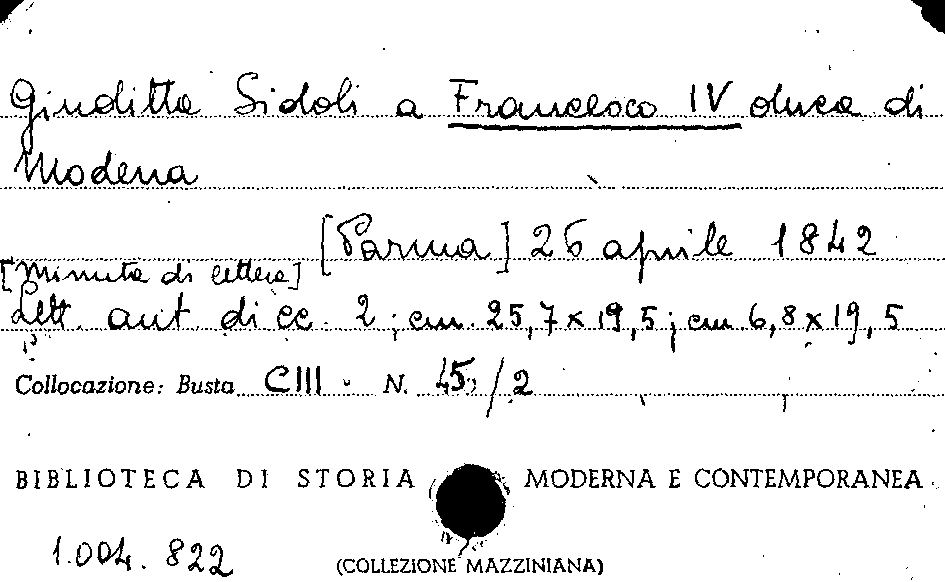 Giuditta Sidoli a Francesco IV duca di
Modena
[Parma] 26 aprile 1842
[Minuta di lettera]
Lett. aut. di cc. 2; cm. 25,7 x 19,5; cm 6,8 x 19,5
Collocazione: Busta CIII. N. 45/2
BIBLIOTECA DI STORIA MODERNA E CONTEMPORANEA
1.004.822
(COLLEZIONE MAZZINIANA)